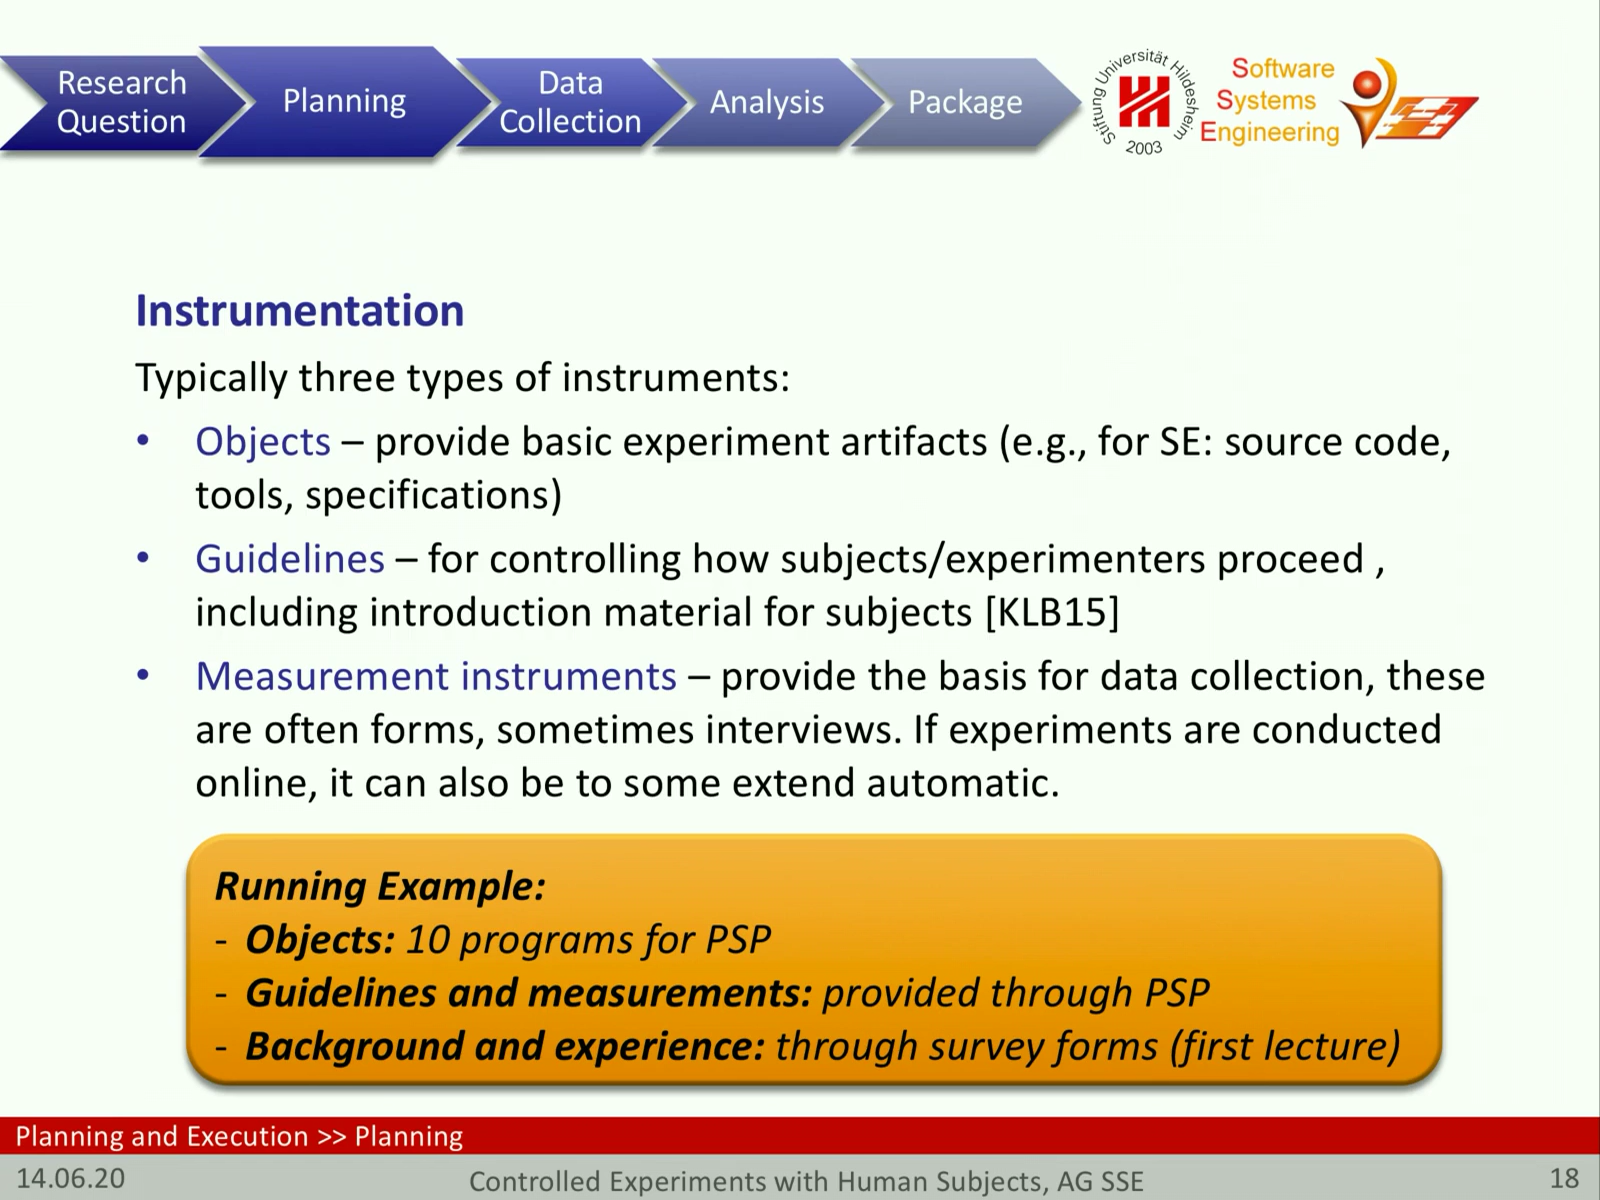 Research
Question
Planning
Data
Collection
Analysis
Package
Stiftung Universität Hildesheim
2003
Software
Systems
Engineering
Instrumentation
Typically three types of instruments:
• Objects – provide basic experiment artifacts (e.g., for SE: source code,
tools, specifications)
• Guidelines – for controlling how subjects/experimenters proceed ,
including introduction material for subjects [KLB15]
• Measurement instruments – provide the basis for data collection, these
are often forms, sometimes interviews. If experiments are conducted
online, it can also be to some extend automatic.
Running Example:
- Objects: 10 programs for PSP
- Guidelines and measurements: provided through PSP
- Background and experience: through survey forms (first lecture)
Planning and Execution >> Planning
14.06.20
Controlled Experiments with Human Subjects, AG SSE
18